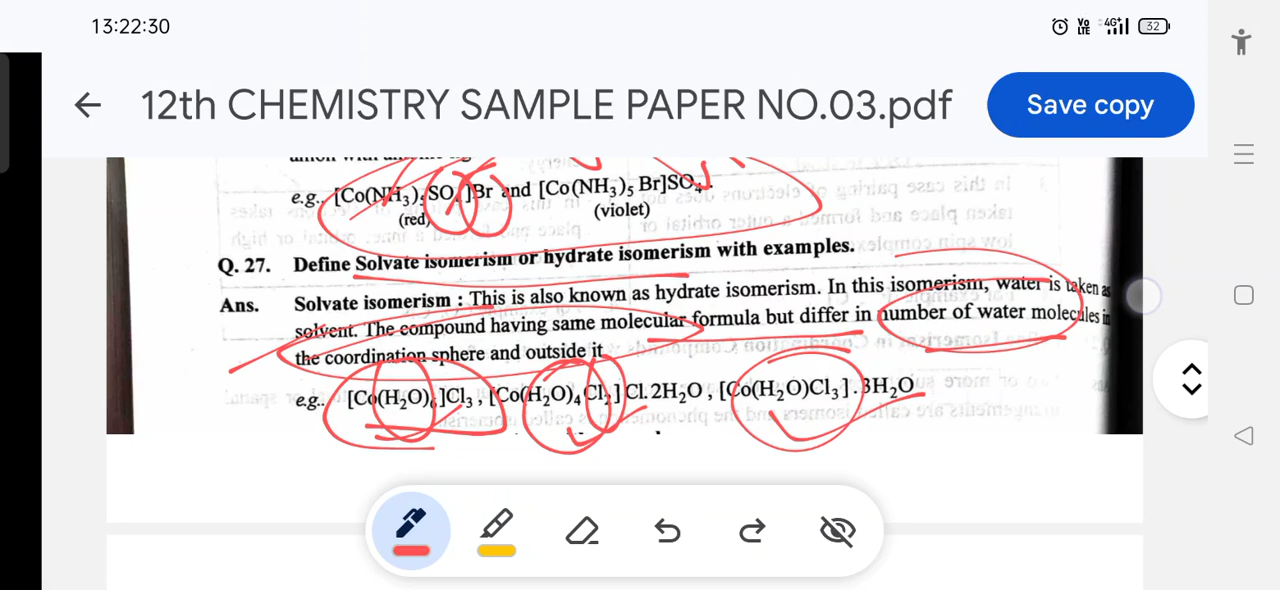 13:22:30
Vo LTE 4G+ 32
12th CHEMISTRY SAMPLE PAPER NO.03.pdf
Save copy
e.g., [Co(NH₃)₅SO₄]Br and [Co(NH₃)₅ Br]SO₄.
(red) (violet)
Q. 27. Define Solvate isomerism or hydrate isomerism with examples.
Ans. Solvate isomerism : This is also known as hydrate isomerism. In this isomerism, water is taken as
solvent. The compound having same molecular formula but differ in number of water molecules in
the coordination sphere and outside it
e.g.. [Co(H₂O)₆]Cl₃, [Co(H₂O)₄Cl₂]Cl.2H₂O, [Co(H₂O)Cl₃].3H₂O